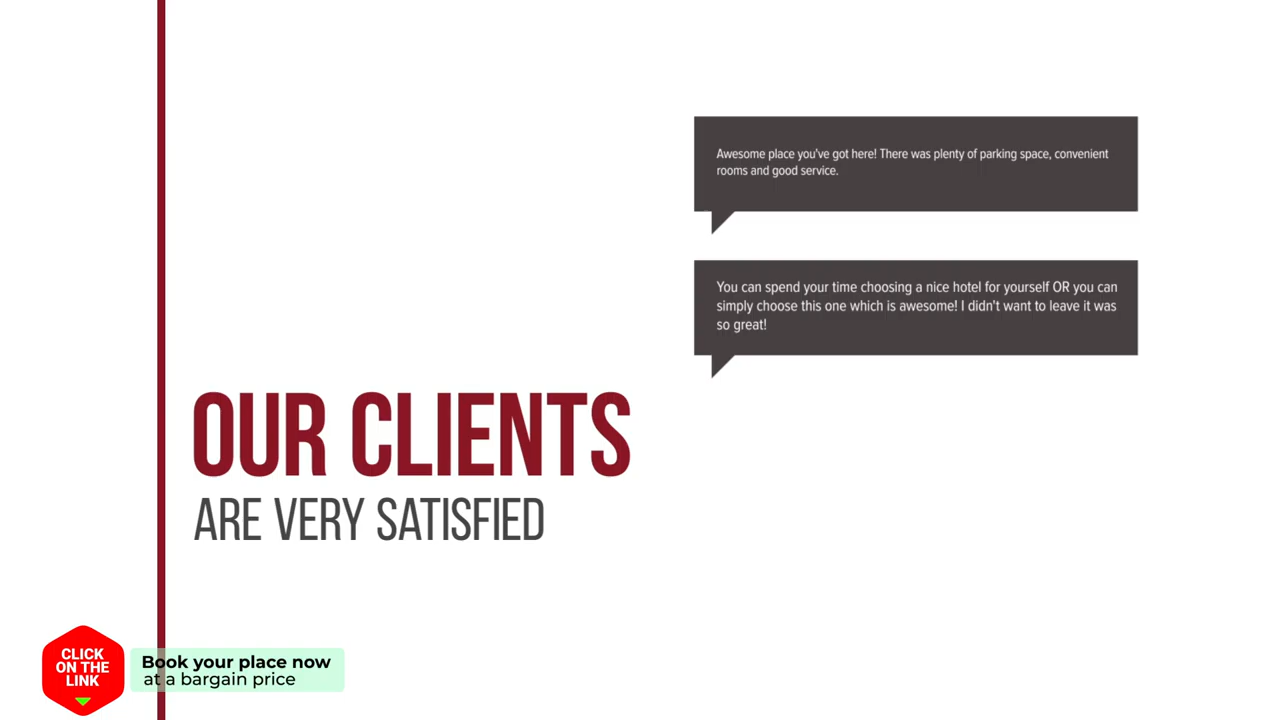 Awesome place you've got here! There was plenty of parking space, convenient
rooms and good service.
You can spend your time choosing a nice hotel for yourself OR you can
simply choose this one which is awesome! I didn't want to leave it was
so great!
OUR CLIENTS
ARE VERY SATISFIED
CLICK
ON THE
LINK
Book your place now
at a bargain price